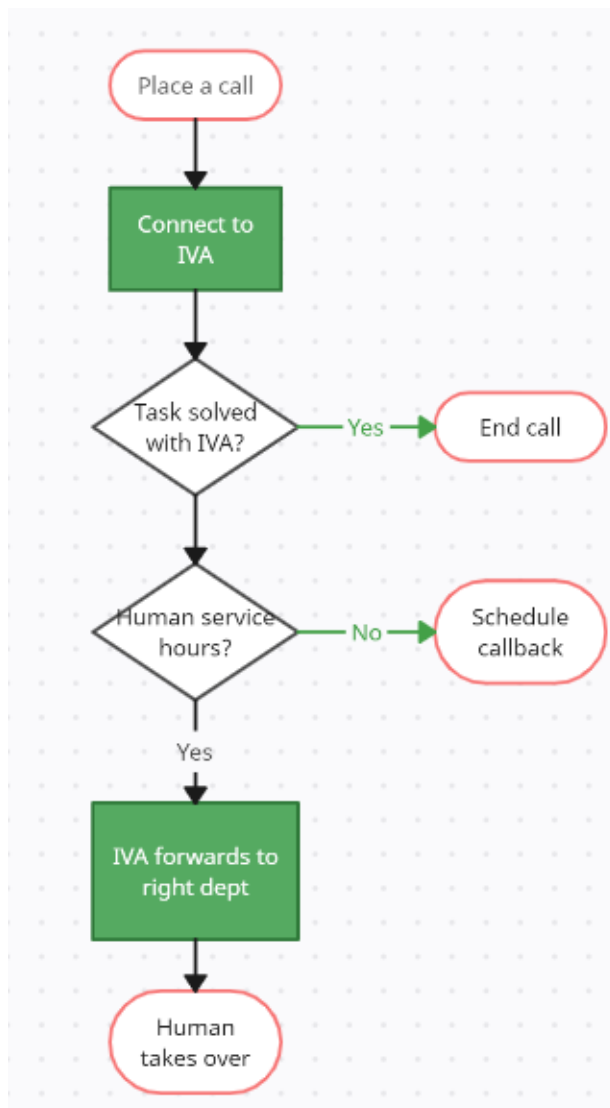 Place a call
Connect to
IVA
Task solved
with IVA?
Yes
End call
Human service
hours?
No
Schedule
callback
Yes
IVA forwards to
right dept
Human
takes over